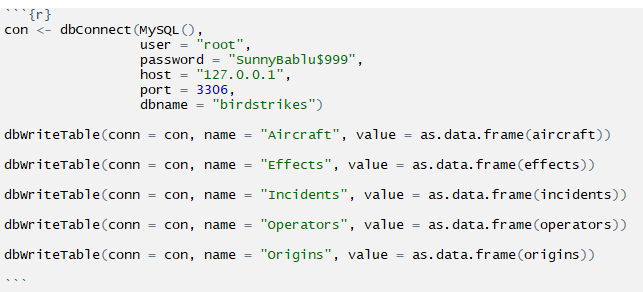 ```{r}
con <- dbConnect(MySQL(),
user = "root",
password = "SunnyBablu$999",
host = "127.0.0.1",
port = 3306,
dbname = "birdstrikes")
dbWriteTable(conn = con, name = "Aircraft", value = as.data.frame(aircraft))
dbWriteTable(conn = con, name = "Effects", value = as.data.frame(effects))
dbWriteTable(conn = con, name = "Incidents", value = as.data.frame(incidents))
dbWriteTable(conn = con, name = "Operators", value = as.data.frame(operators))
dbWriteTable(conn = con, name = "Origins", value = as.data.frame(origins))
```